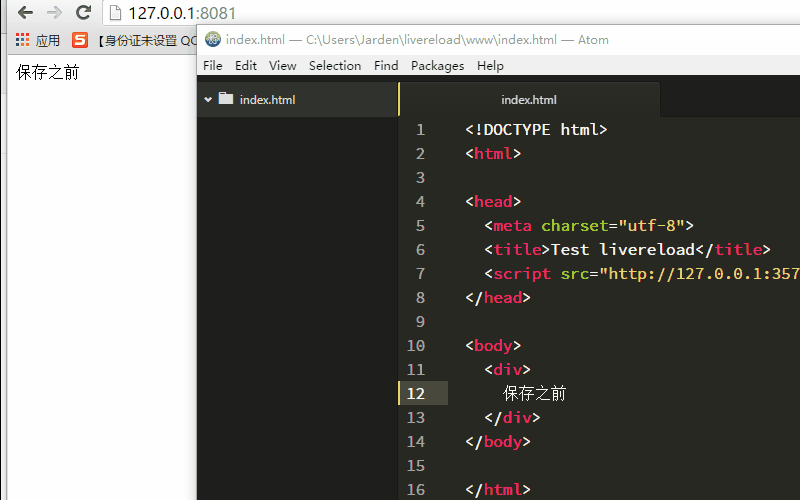 127.0.0.1:8081
应用
【身份证未设置 QQ
保存之前
index.html — C:\Users\Jarden\livereload\www\index.html — Atom
File Edit View Selection Find Packages Help
index.html
index.html
1 <!DOCTYPE html>
2 <html>
3
4 <head>
5 <meta charset="utf-8">
6 <title>Test livereload</title>
7 <script src="http://127.0.0.1:357
8 </head>
9
10 <body>
11 <div>
12 保存之前
13 </div>
14 </body>
15
16 </html>